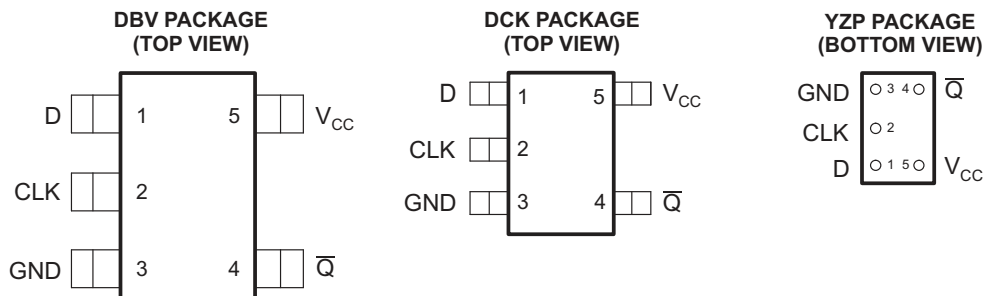 DBV PACKAGE
(TOP VIEW)
D 1 5 VCC
CLK 2
GND 3 4 Q̅
DCK PACKAGE
(TOP VIEW)
D 1 5 VCC
CLK 2
GND 3 4 Q̅
YZP PACKAGE
(BOTTOM VIEW)
GND 3 4 Q̅
CLK 2
D 1 5 VCC